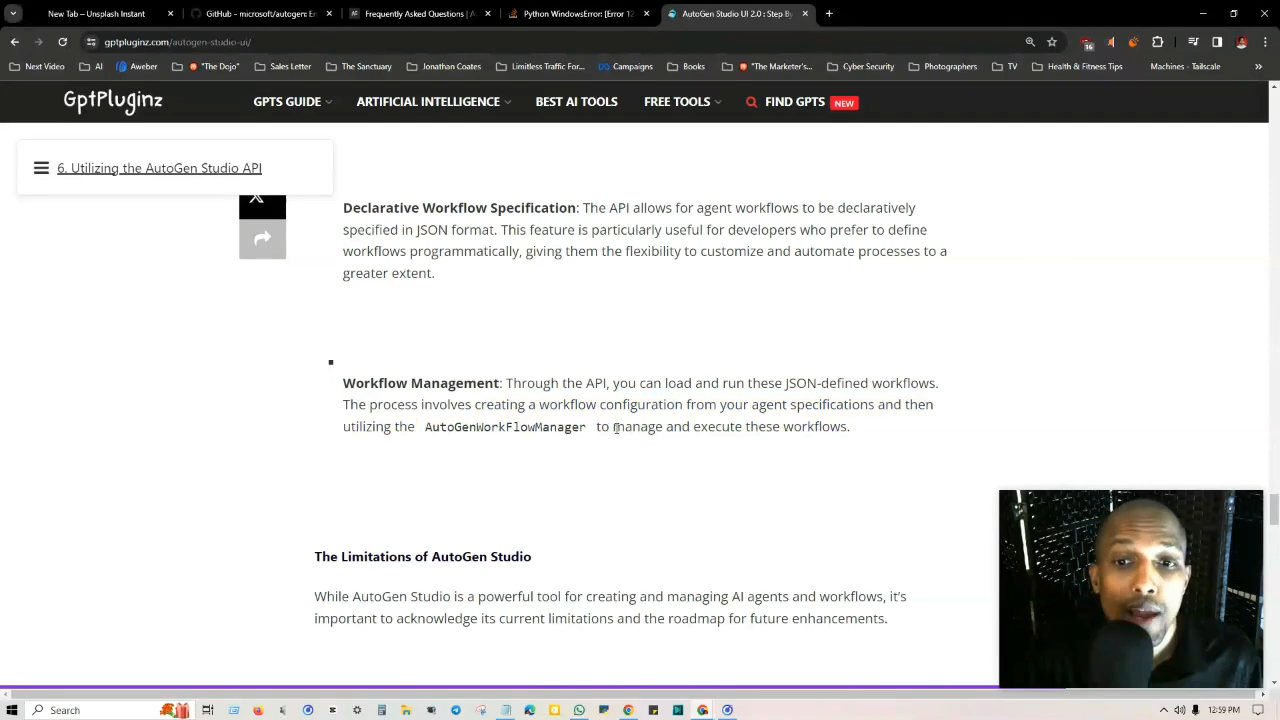 New Tab – Unsplash Instant
GitHub - microsoft/autogen: En
Frequently Asked Questions | A
Python WindowsError: [Error 12
AutoGen Studio UI 2.0 : Step By
gptpluginz.com/autogen-studio-ui/
16
Next Video
AI
Aweber
"The Dojo"
Sales Letter
The Sanctuary
Jonathan Coates
Limitless Traffic For...
Campaigns
Books
"The Marketer's...
Cyber Security
Photographers
TV
Health & Fitness Tips
Machines - Tailscale
GptPluginz
GPTS GUIDE
ARTIFICIAL INTELLIGENCE
BEST AI TOOLS
FREE TOOLS
FIND GPTS NEW
6. Utilizing the AutoGen Studio API
Declarative Workflow Specification: The API allows for agent workflows to be declaratively
specified in JSON format. This feature is particularly useful for developers who prefer to define
workflows programmatically, giving them the flexibility to customize and automate processes to a
greater extent.
Workflow Management: Through the API, you can load and run these JSON-defined workflows.
The process involves creating a workflow configuration from your agent specifications and then
utilizing the AutoGenWorkFlowManager to manage and execute these workflows.
The Limitations of AutoGen Studio
While AutoGen Studio is a powerful tool for creating and managing AI agents and workflows, it's
important to acknowledge its current limitations and the roadmap for future enhancements.
Search
12:59 PM